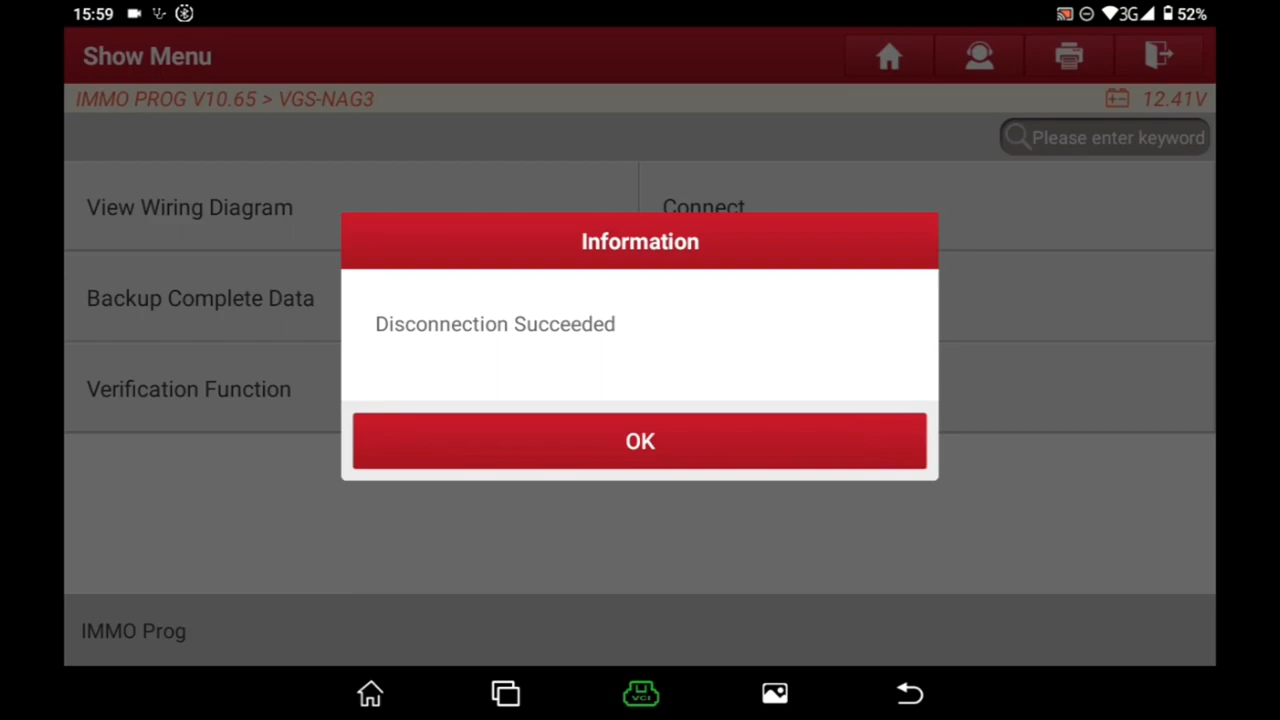 15:59
3G 52%
Show Menu
IMMO PROG V10.65 > VGS-NAG3
12.41V
Please enter keyword
View Wiring Diagram
Connect
Backup Complete Data
Verification Function
Information
Disconnection Succeeded
OK
IMMO Prog
VCI